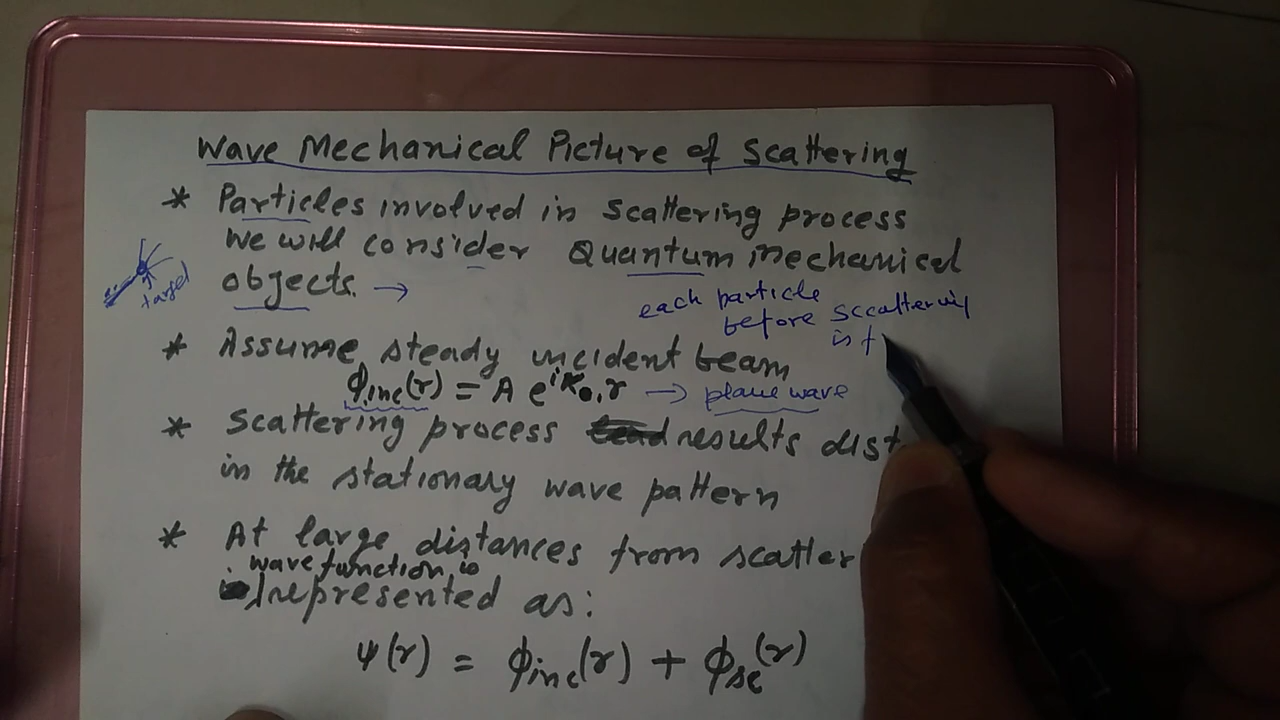 Wave Mechanical Picture of Scattering
* Particles involved in scattering process
We will consider Quantum mechanical
objects. →
target
each particle
before sccattering
is f
* Assume steady incident beam
ϕinc(r) = A e^{ik₀.r} → plane wave
* Scattering process results dist
in the stationary wave pattern
* At large distances from scatter
wave function is
represented as:
ψ(r) = ϕinc(r) + ϕsc(r)